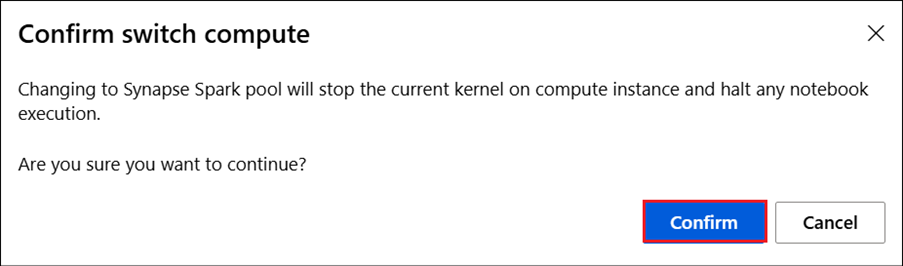 Confirm switch compute
Changing to Synapse Spark pool will stop the current kernel on compute instance and halt any notebook
execution.
Are you sure you want to continue?
Confirm
Cancel